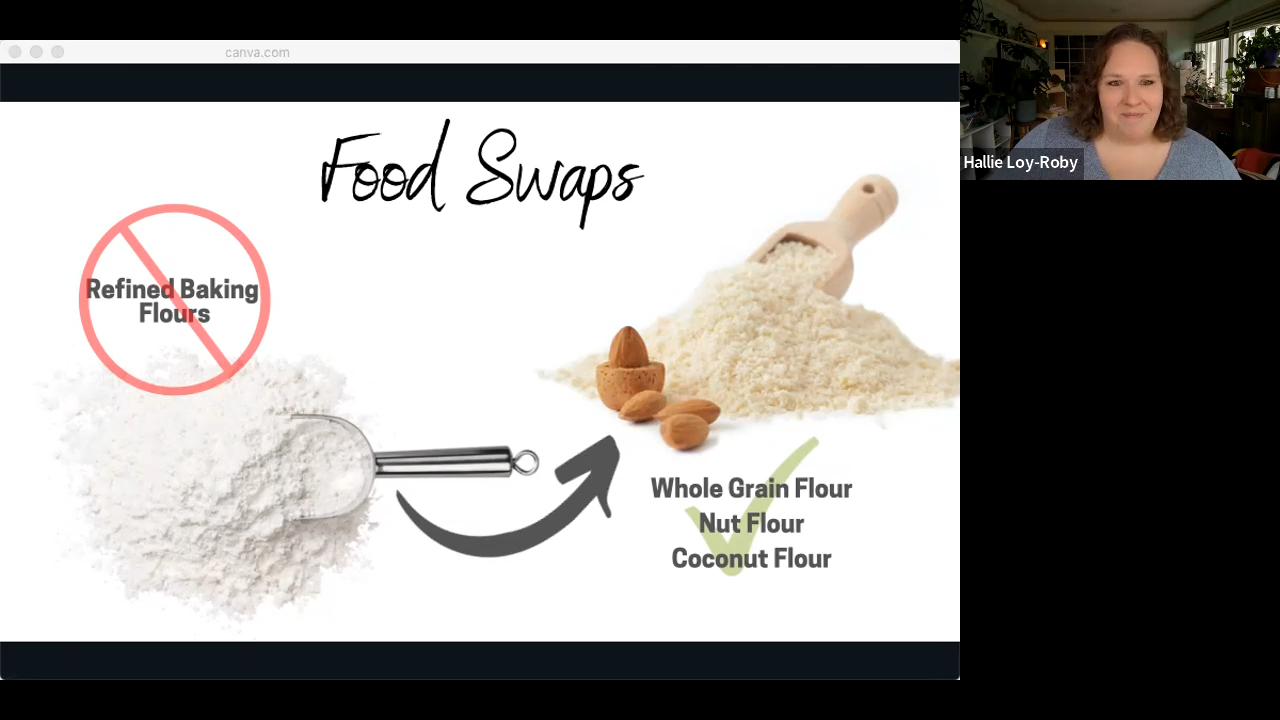 canva.com
Food Swaps
Refined Baking
Flours
Whole Grain Flour
Nut Flour
Coconut Flour
Hallie Loy-Roby